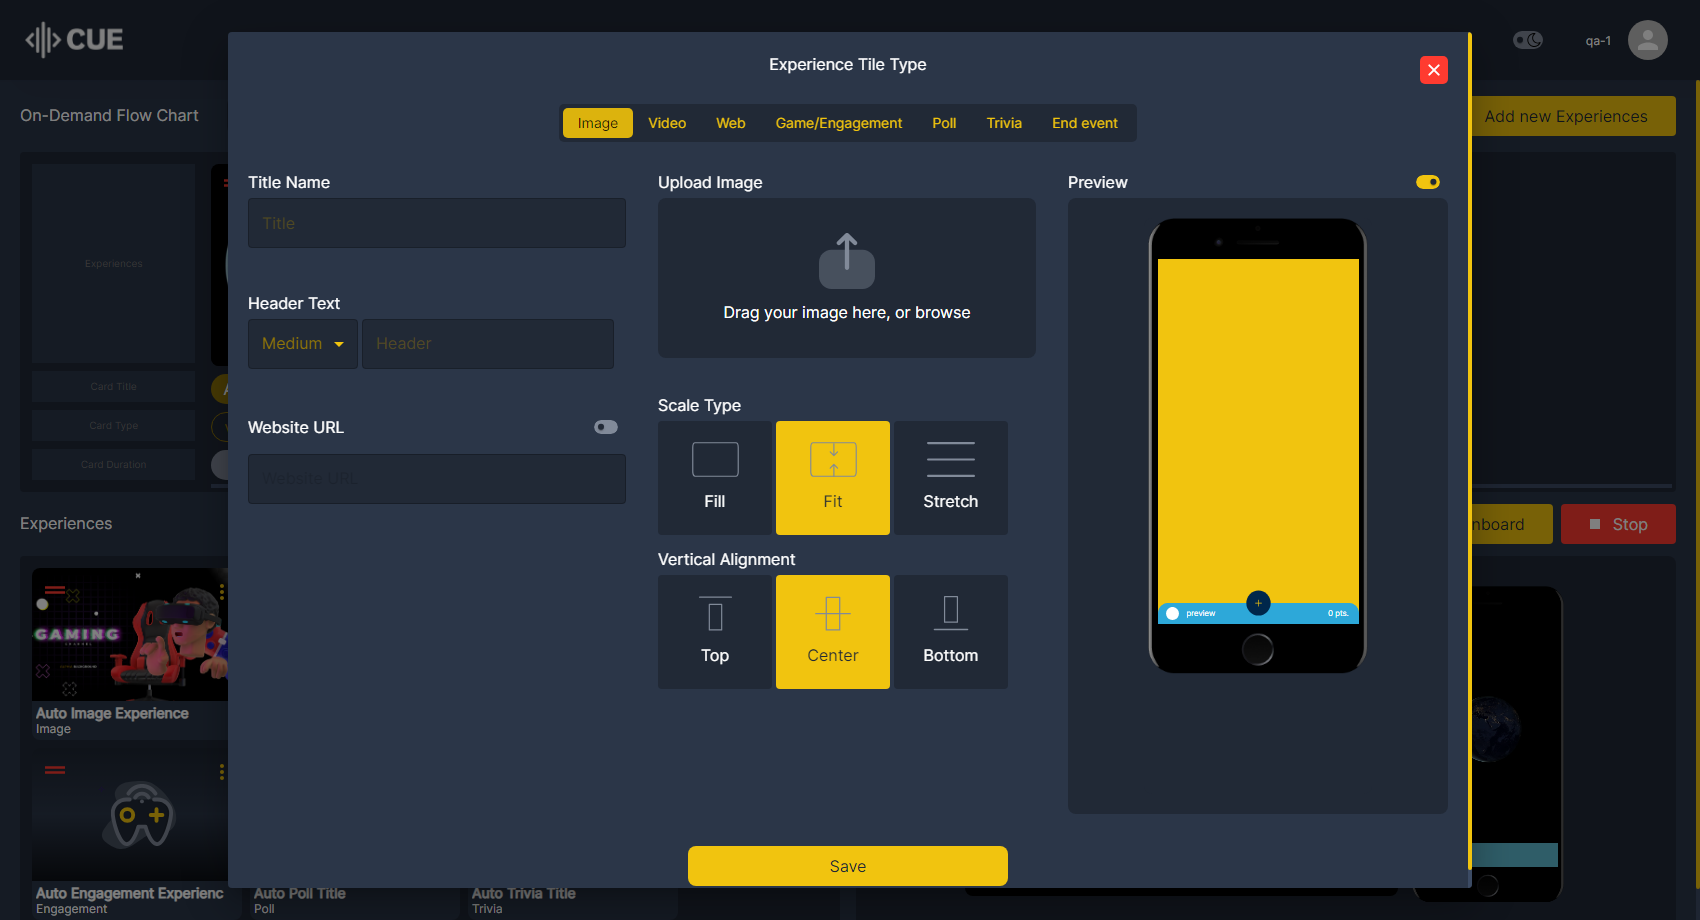 CUE
Experience Tile Type
qa-1
On-Demand Flow Chart
Image
Video
Web
Game/Engagement
Poll
Trivia
End event
Add new Experiences
Title Name
Title
Upload Image
Drag your image here, or browse
Preview
Experiences
Header Text
Medium
Header
Card Title
Card Type
Card Duration
Website URL
Website URL
Scale Type
Fill
Fit
Stretch
Vertical Alignment
Top
Center
Bottom
preview
0 pts.
Experiences
Stop
GAMING
Auto Image Experience
Image
Save
Auto Engagement Experienc
Engagement
Auto Poll Title
Poll
Auto Trivia Title
Trivia